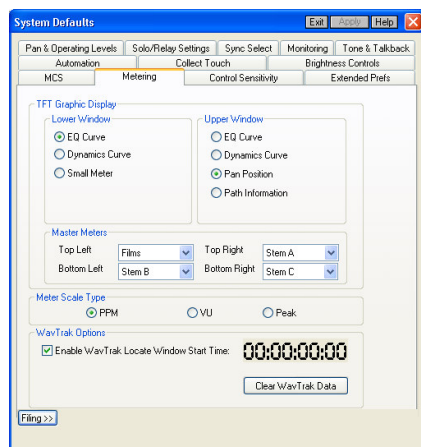 System Defaults Exit Apply Help
Pan & Operating Levels Solo/Relay Settings Sync Select Monitoring Tone & Talkback
Automation Collect Touch Brightness Controls
MCS Metering Control Sensitivity Extended Prefs
TFT Graphic Display
Lower Window Upper Window
EQ Curve EQ Curve
Dynamics Curve Dynamics Curve
Small Meter Pan Position
Path Information
Master Meters
Top Left Films Top Right Stem A
Bottom Left Stem B Bottom Right Stem C
Meter Scale Type
PPM VU Peak
WavTrak Options
Enable WavTrak Locate Window Start Time: 00:00:00:00
Clear WavTrak Data
Filing >>